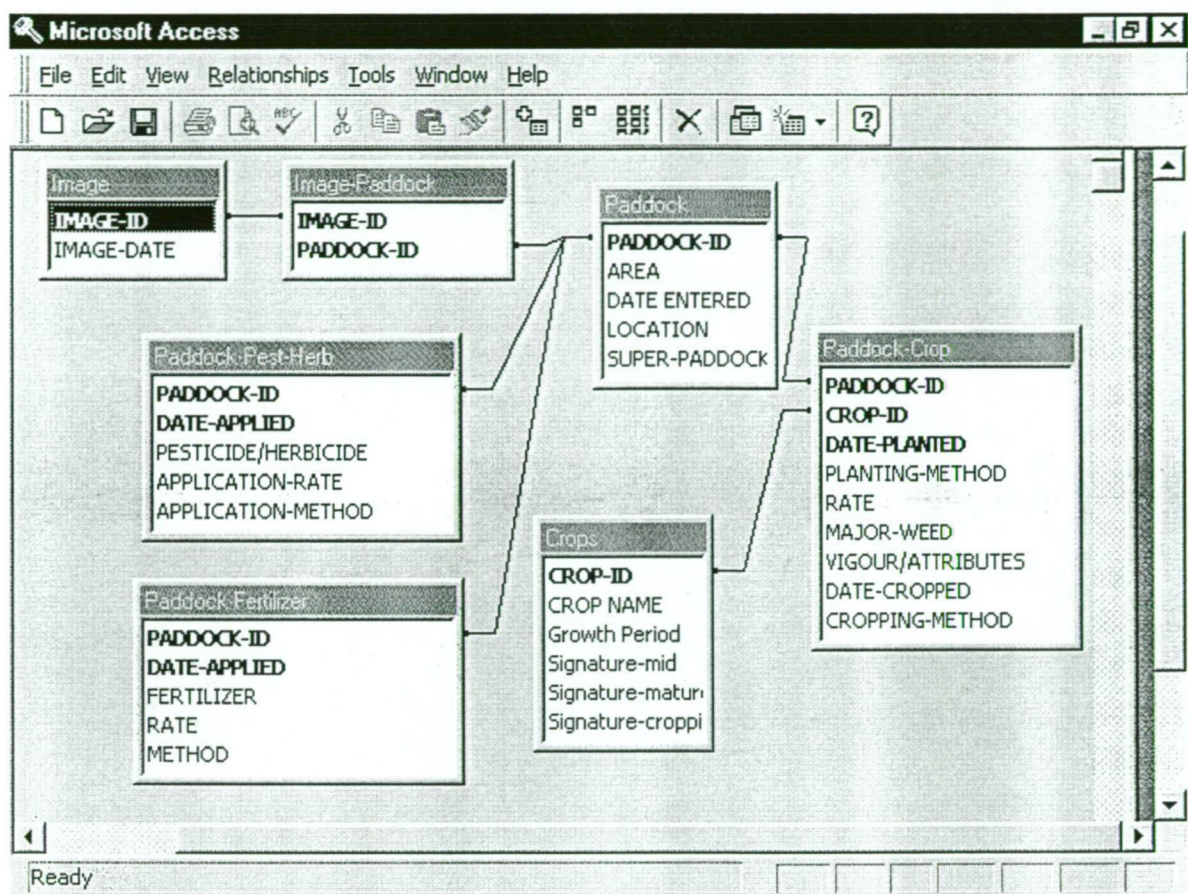 Microsoft Access
File Edit View Relationships Tools Window Help
ABC
Image
IMAGE-ID
IMAGE-DATE
Image-Paddock
IMAGE-ID
PADDOCK-ID
Paddock
PADDOCK-ID
AREA
DATE ENTERED
LOCATION
SUPER-PADDOCK
Paddock-Pest-Herb
PADDOCK-ID
DATE-APPLIED
PESTICIDE/HERBICIDE
APPLICATION-RATE
APPLICATION-METHOD
Paddock-Crop
PADDOCK-ID
CROP-ID
DATE-PLANTED
PLANTING-METHOD
RATE
MAJOR-WEED
VIGOUR/ATTRIBUTES
DATE-CROPPED
CROPPING-METHOD
Crops
CROP-ID
CROP NAME
Growth Period
Signature-mid
Signature-mature
Signature-croppi
Paddock-Fertilizer
PADDOCK-ID
DATE-APPLIED
FERTILIZER
RATE
METHOD
Ready